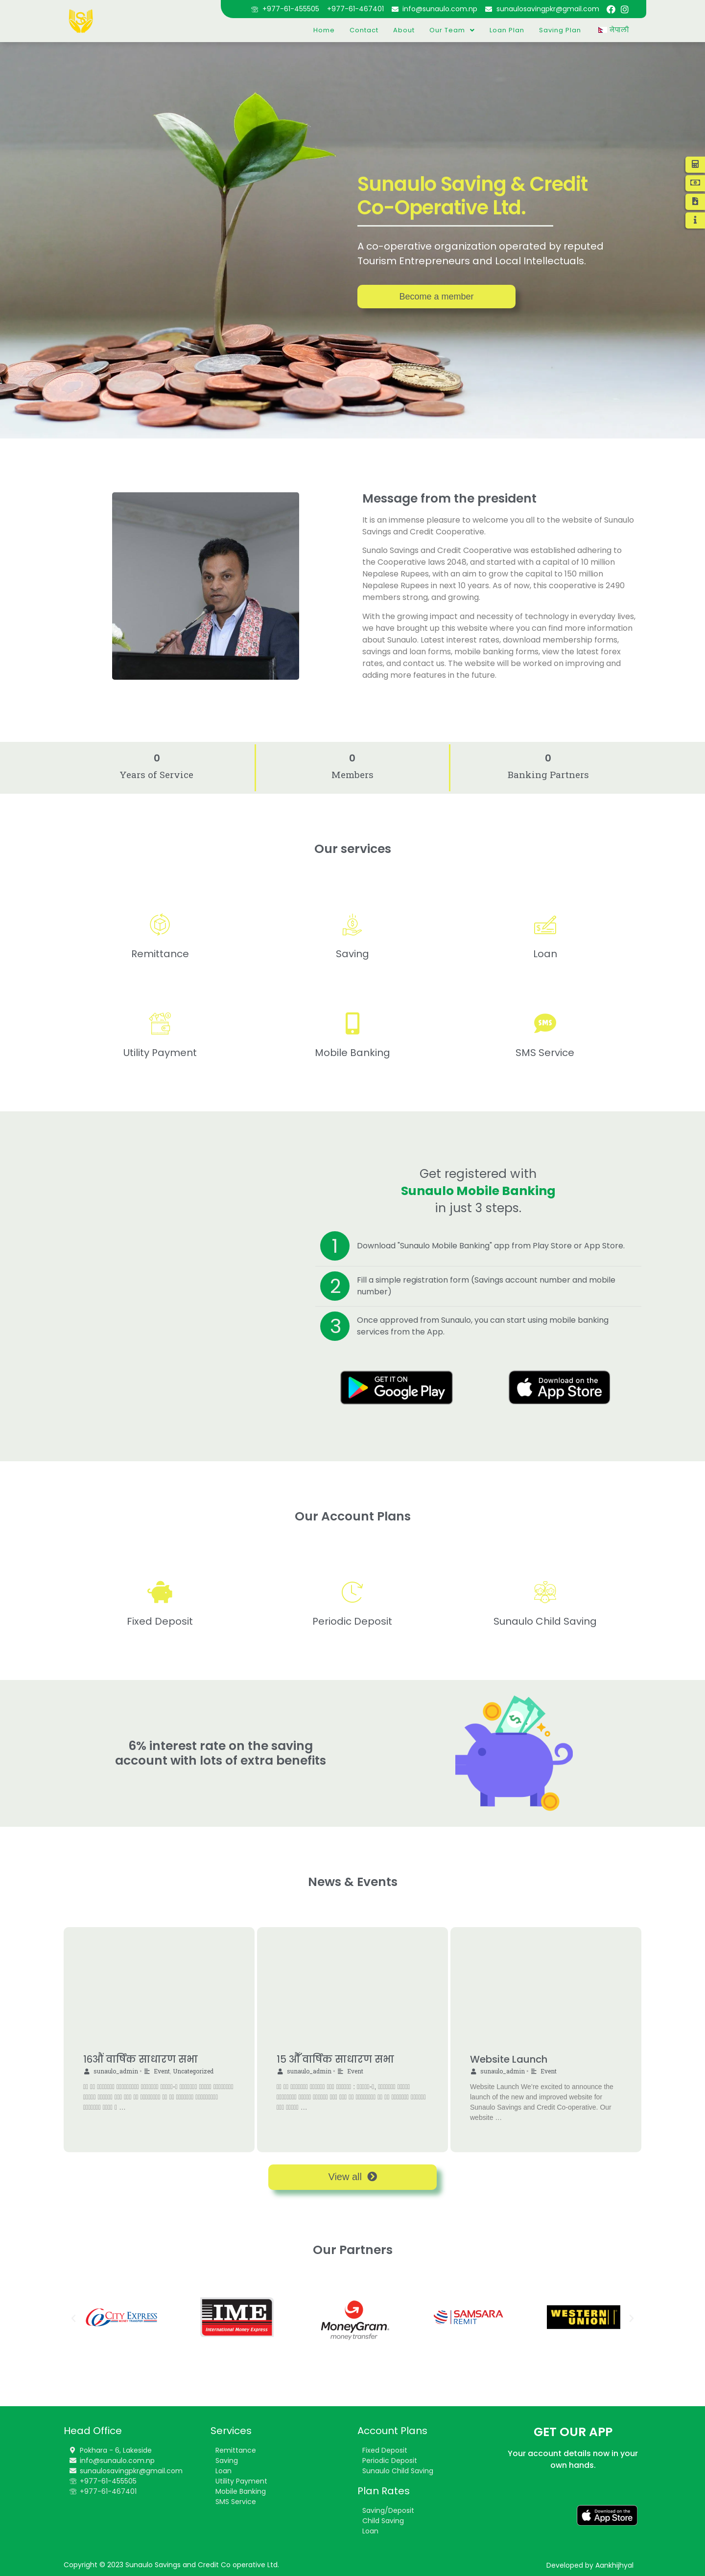 +977-61-455505 +977-61-467401 info@sunaulo.com.np sunaulosavingpkr@gmail.com
Home Contact About Our Team Loan Plan Saving Plan नेपाली
Sunaulo Saving & Credit
Co-Operative Ltd.
A co-operative organization operated by reputed
Tourism Entrepreneurs and Local Intellectuals.
Become a member
Message from the president
It is an immense pleasure to welcome you all to the website of Sunaulo
Savings and Credit Cooperative.
Sunalo Savings and Credit Cooperative was established adhering to
the Cooperative laws 2048, and started with a capital of 10 million
Nepalese Rupees, with an aim to grow the capital to 150 million
Nepalese Rupees in next 10 years. As of now, this cooperative is 2490
members strong, and growing.
With the growing impact and necessity of technology in everyday lives,
we have brought up this website where you can find more information
about Sunaulo. Latest interest rates, download membership forms,
savings and loan forms, mobile banking forms, view the latest forex
rates, and contact us. The website will be worked on improving and
adding more features in the future.
0 0 0
Years of Service Members Banking Partners
Our services
Remittance Saving Loan
SMS
Utility Payment Mobile Banking SMS Service
Get registered with
Sunaulo Mobile Banking
in just 3 steps.
1 Download "Sunaulo Mobile Banking" app from Play Store or App Store.
2 Fill a simple registration form (Savings account number and mobile
number)
3 Once approved from Sunaulo, you can start using mobile banking
services from the App.
GET IT ON
Google Play
Download on the
App Store
Our Account Plans
Fixed Deposit Periodic Deposit Sunaulo Child Saving
6% interest rate on the saving
account with lots of extra benefits
News & Events
१६औं वार्षिक साधारण सभा
sunaulo_admin • Event, Uncategorized
१५ औँ वार्षिक साधारण सभा
sunaulo_admin • Event
Website Launch
sunaulo_admin • Event
Website Launch We're excited to announce the
launch of the new and improved website for
Sunaulo Savings and Credit Co-operative. Our
website …
View all
Our Partners
CITY EXPRESS
IME
International Money Express
MoneyGram.
money transfer
SAMSARA
REMIT
WESTERN
UNION
Head Office
Pokhara - 6, Lakeside
info@sunaulo.com.np
sunaulosavingpkr@gmail.com
+977-61-455505
+977-61-467401
Services
Remittance
Saving
Loan
Utility Payment
Mobile Banking
SMS Service
Account Plans
Fixed Deposit
Periodic Deposit
Sunaulo Child Saving
Plan Rates
Saving/Deposit
Child Saving
Loan
GET OUR APP
Your account details now in your
own hands.
Download on the
App Store
Copyright © 2023 Sunaulo Savings and Credit Co operative Ltd.
Developed by Aankhijhyal